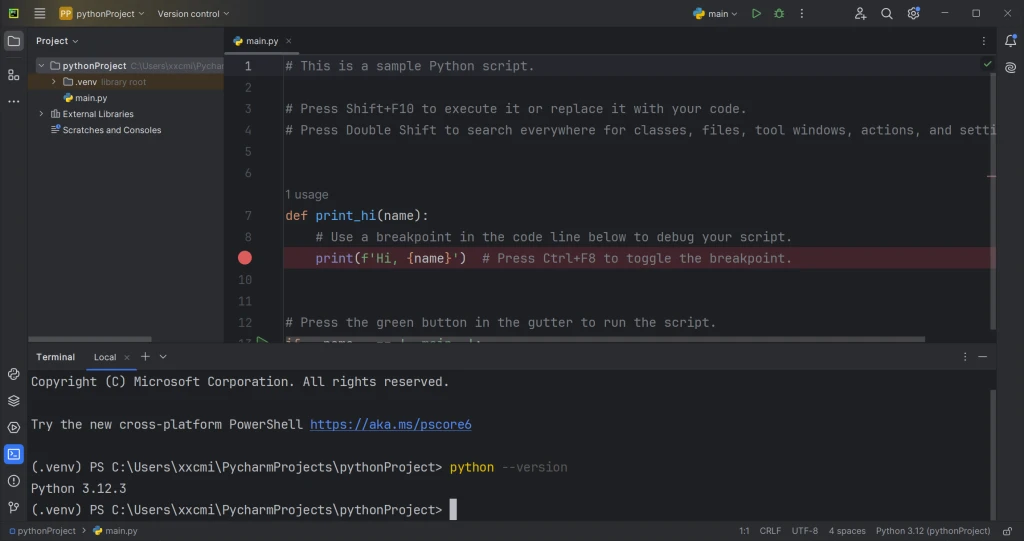 PP pythonProject Version control main
Project
main.py
pythonProject C:\Users\xxcmi\Pycharm
.venv library root
main.py
External Libraries
Scratches and Consoles
1 # This is a sample Python script.
2
3 # Press Shift+F10 to execute it or replace it with your code.
4 # Press Double Shift to search everywhere for classes, files, tool windows, actions, and setti
5
6
1 usage
7 def print_hi(name):
8 # Use a breakpoint in the code line below to debug your script.
print(f'Hi, {name}') # Press Ctrl+F8 to toggle the breakpoint.
10
11
12 # Press the green button in the gutter to run the script.
Terminal Local
Copyright (C) Microsoft Corporation. All rights reserved.
Try the new cross-platform PowerShell https://aka.ms/pscore6
(.venv) PS C:\Users\xxcmi\PycharmProjects\pythonProject> python --version
Python 3.12.3
(.venv) PS C:\Users\xxcmi\PycharmProjects\pythonProject>
pythonProject main.py 1:1 CRLF UTF-8 4 spaces Python 3.12 (pythonProject)